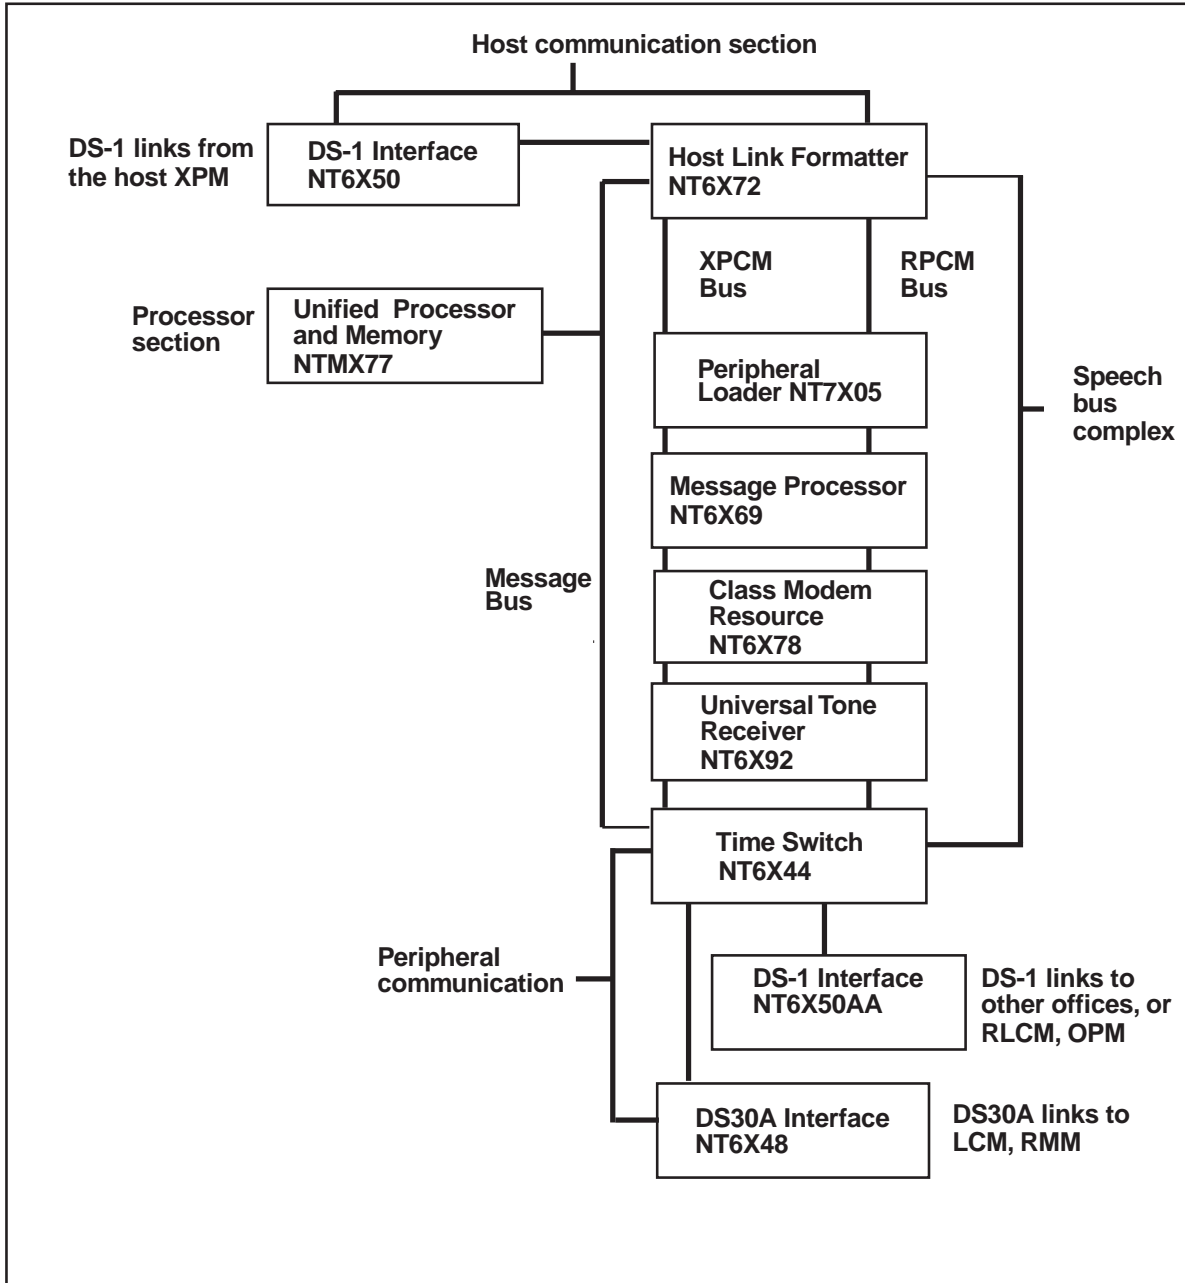 Host communication section
DS-1 links from
the host XPM
DS-1 Interface
NT6X50
Host Link Formatter
NT6X72
XPCM
Bus
RPCM
Bus
Processor
section
Unified Processor
and Memory
NTMX77
Peripheral
Loader NT7X05
Speech
bus
complex
Message Processor
NT6X69
Message
Bus
Class Modem
Resource
NT6X78
Universal Tone
Receiver
NT6X92
Time Switch
NT6X44
Peripheral
communication
DS-1 Interface
NT6X50AA
DS-1 links to
other offices, or
RLCM, OPM
DS30A Interface
NT6X48
DS30A links to
LCM, RMM